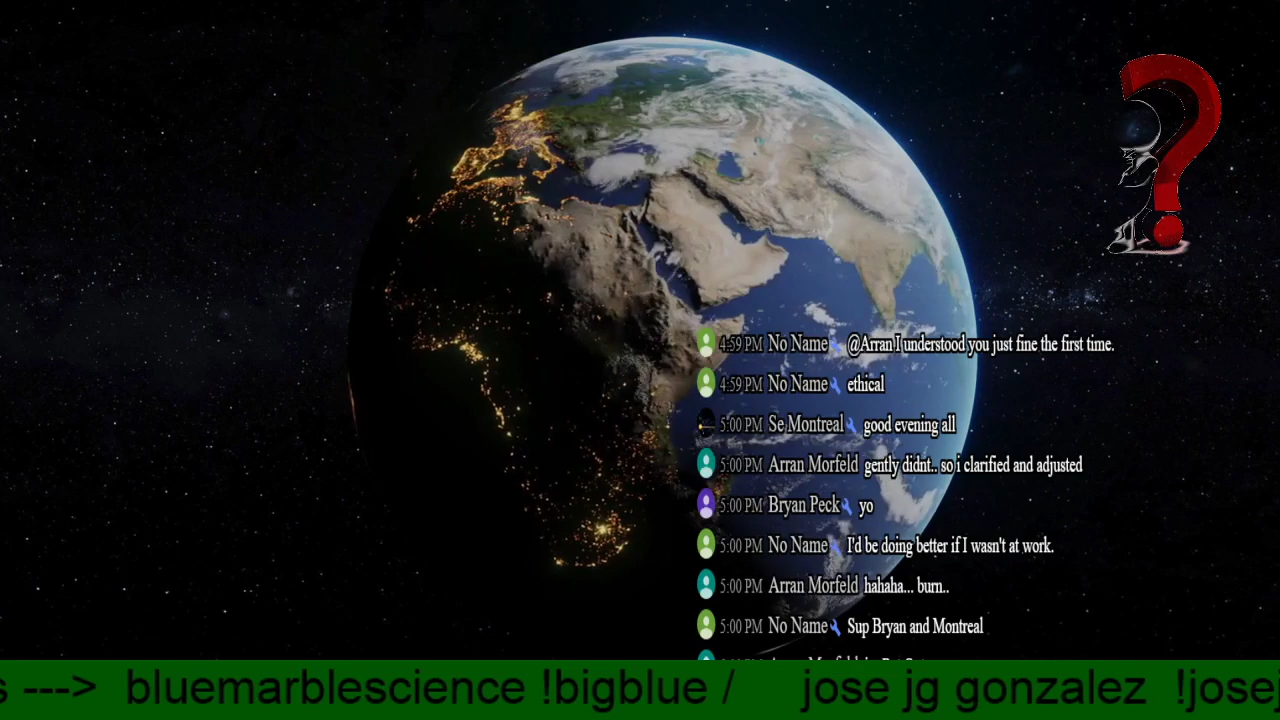 4:59 PM No Name @Arran I understood you just fine the first time.
4:59 PM No Name ethical
5:00 PM Se Montreal good evening all
5:00 PM Arran Morfeld gently didnt.. so i clarified and adjusted
5:00 PM Bryan Peck yo
5:00 PM No Name I'd be doing better if I wasn't at work.
5:00 PM Arran Morfeld hahaha... burn..
5:00 PM No Name Sup Bryan and Montreal
s ---> bluemarblescience !bigblue / jose jg gonzalez !josej